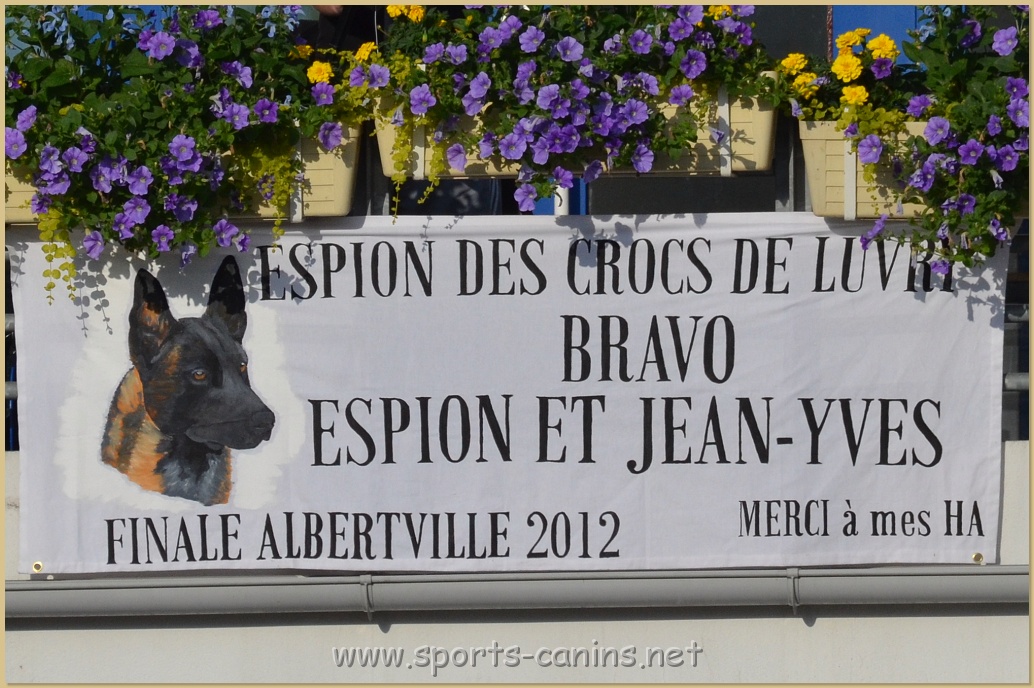 ESPION DES CROCS DE LUVRY
BRAVO
ESPION ET JEAN-YVES
FINALE ALBERTVILLE 2012
MERCI à mes HA
www.sports-canins.net